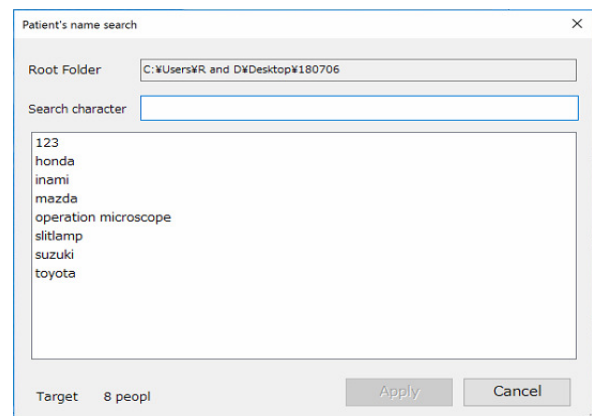 Patient's name search
Root Folder C:¥Users¥R and D¥Desktop¥180706
Search character
123
honda
inami
mazda
operation microscope
slitlamp
suzuki
toyota
Target 8 peopl
Apply Cancel